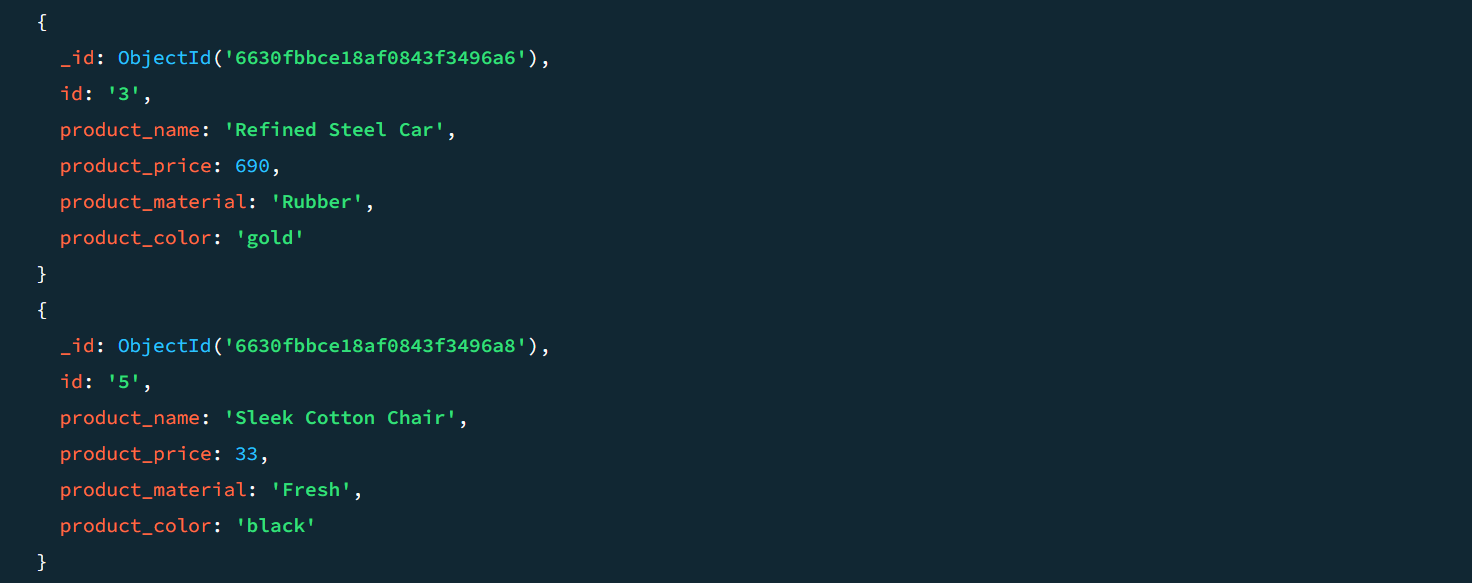 {
_id: ObjectId('6630fbbce18af0843f3496a6'),
id: '3',
product_name: 'Refined Steel Car',
product_price: 690,
product_material: 'Rubber',
product_color: 'gold'
}
{
_id: ObjectId('6630fbbce18af0843f3496a8'),
id: '5',
product_name: 'Sleek Cotton Chair',
product_price: 33,
product_material: 'Fresh',
product_color: 'black'
}